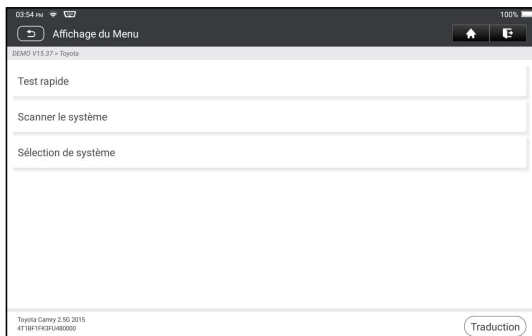 03:54 PM
100%
Affichage du Menu
DEMO V15.37 > Toyota
Test rapide
Scanner le système
Sélection de système
Toyota Camry 2.5G 2015
4T1BF1FK3FU480000
Traduction